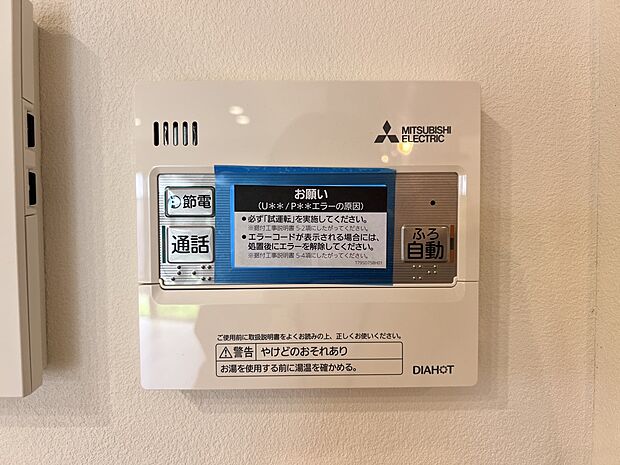 MITSUBISHI
ELECTRIC
節電
通話
お願い
(U**/P**エラーの原因)
●必ず「試運転」を実施してください。
※据付工事説明書 5-2項にしたがってください。
●エラーコードが表示される場合には、
処置後にエラーを解除してください。
※据付工事説明書 5-4項にしたがってください。
T79S0758H01
ふろ
自動
ご使用前に取扱説明書をよくお読みの上、正しくお使いください。
警告 やけどのおそれあり
お湯を使用する前に湯温を確かめる。
DIAHOT